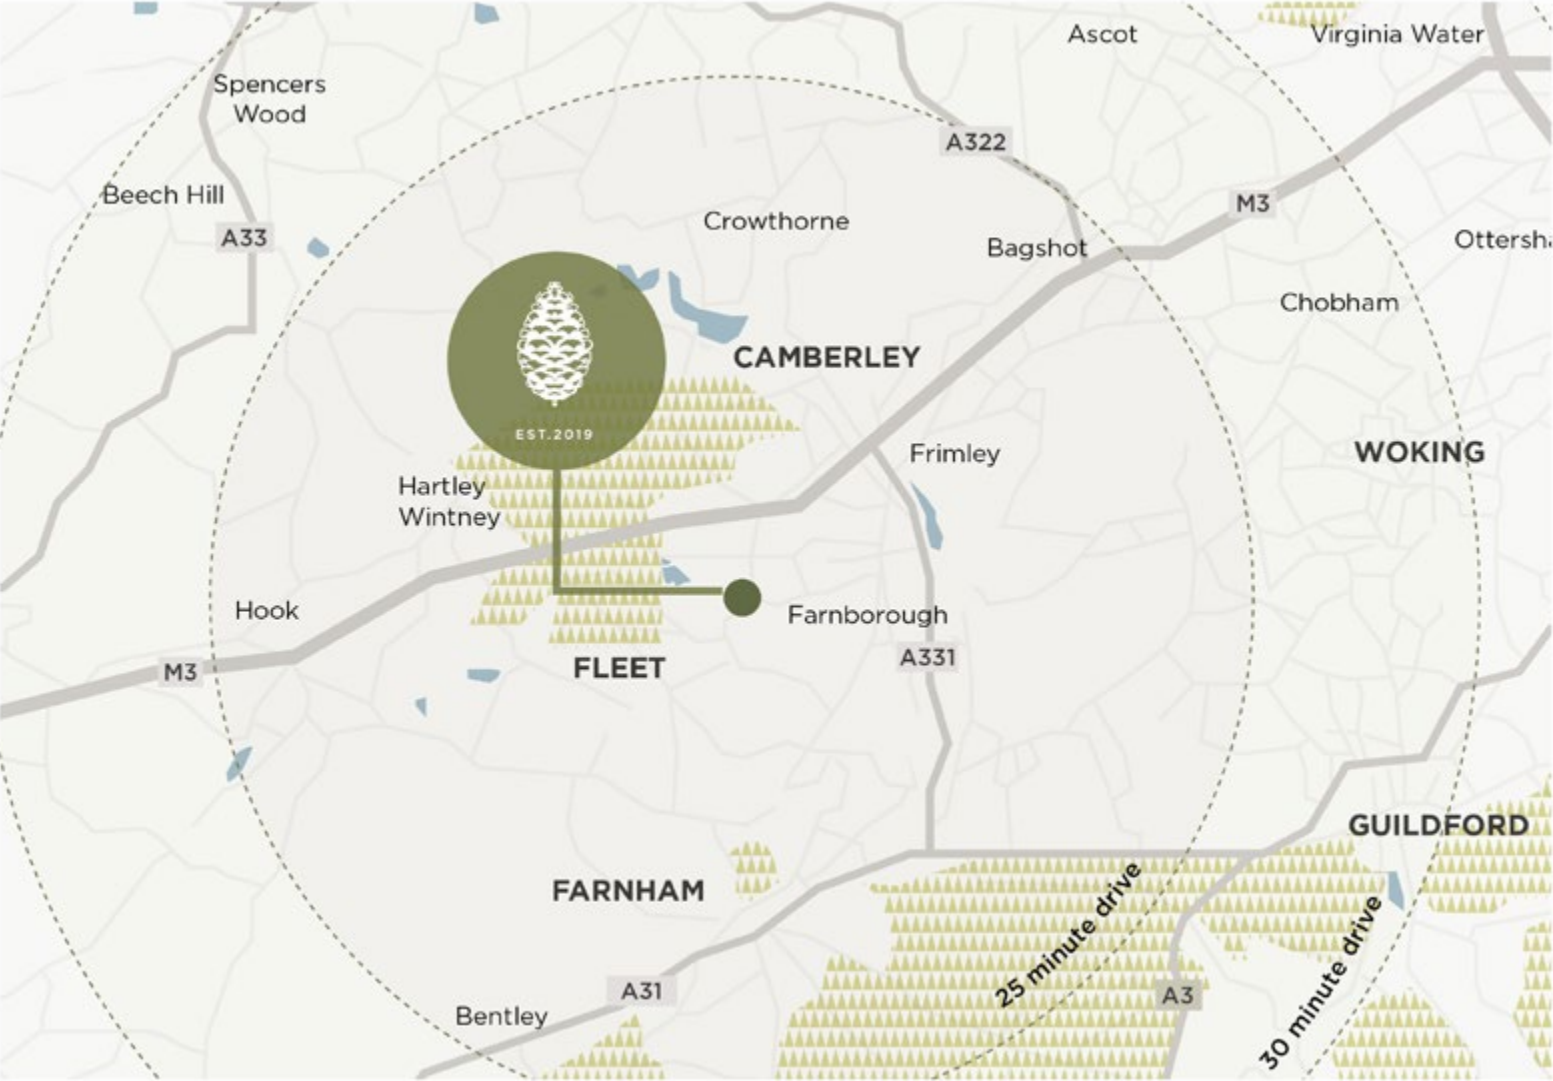 Ascot
Virginia Water
Spencers
Wood
A322
Beech Hill
M3
Crowthorne
A33
Bagshot
Ottersha
Chobham
CAMBERLEY
EST.2019
Frimley
WOKING
Hartley
Wintney
Hook
Farnborough
A331
FLEET
M3
GUILDFORD
FARNHAM
25 minute drive
A31
A3
30 minute drive
Bentley